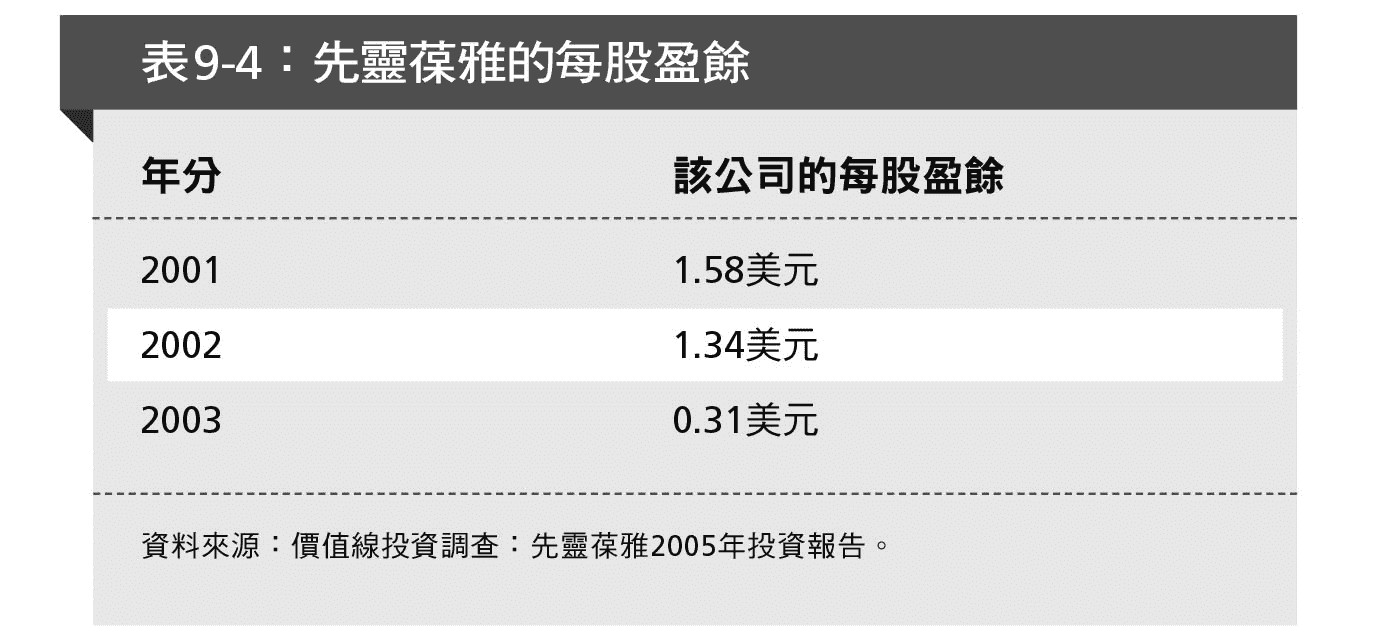 表9-4：先靈葆雅的每股盈餘
年分 該公司的每股盈餘
2001 1.58美元
2002 1.34美元
2003 0.31美元
資料來源：價值線投資調查：先靈葆雅2005年投資報告。